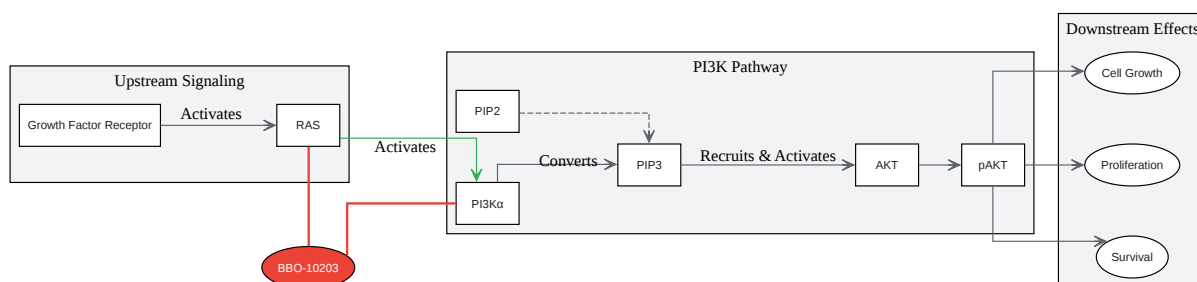 Upstream Signaling
Growth Factor Receptor
Activates
RAS
Activates
BBO-10203
PI3K Pathway
PIP2
PI3Kα
Converts
PIP3
Recruits & Activates
AKT
pAKT
Downstream Effects
Cell Growth
Proliferation
Survival